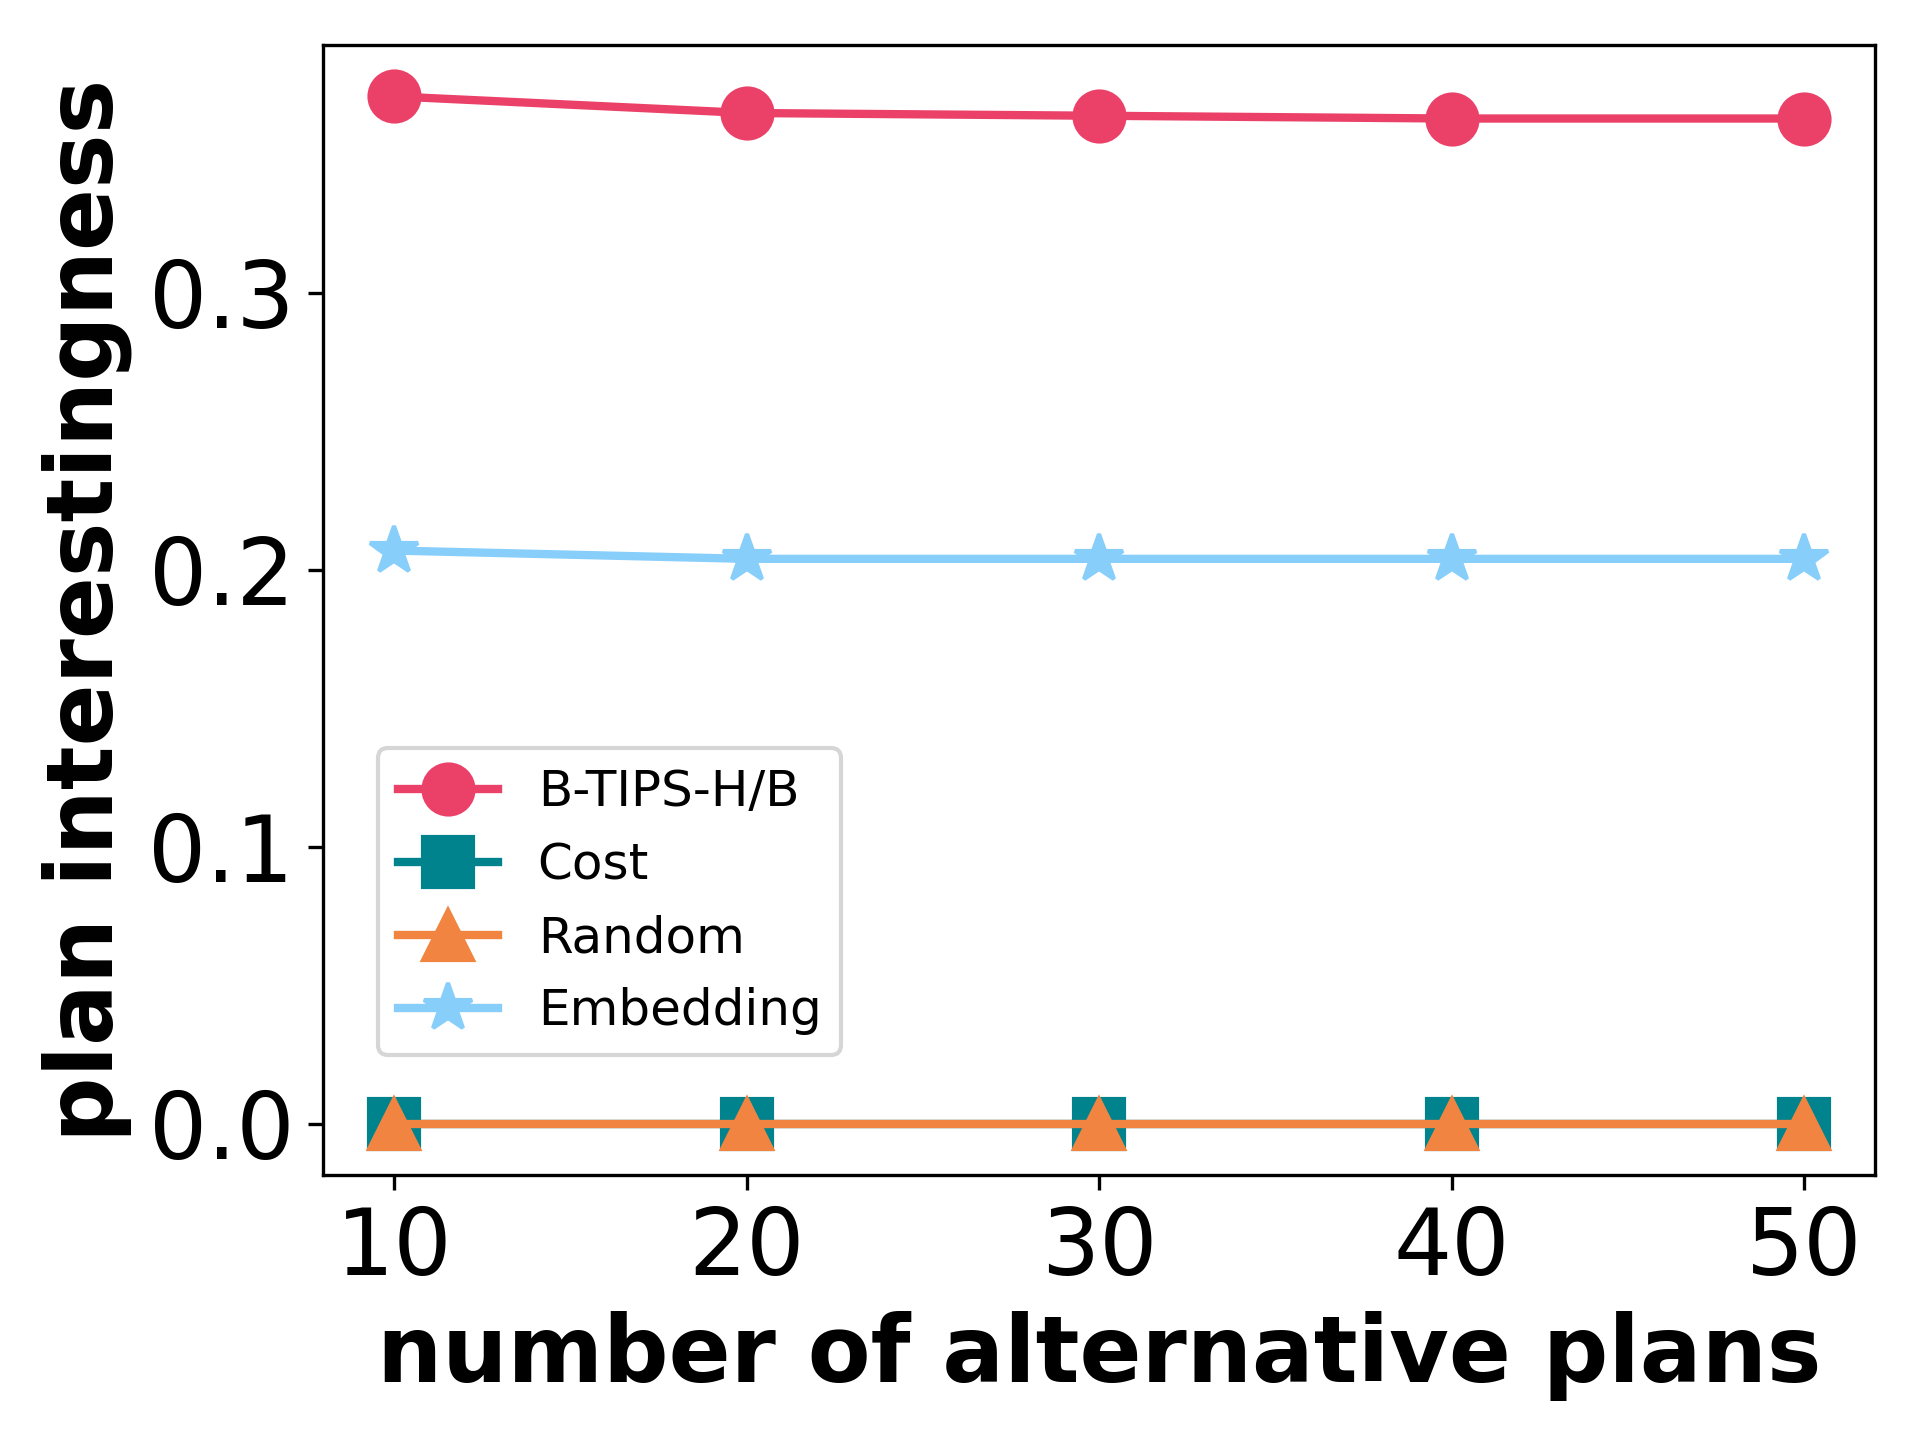 plan interestingness
0.3
0.2
0.1
0.0
B-TIPS-H/B
Cost
Random
Embedding
10 20 30 40 50
number of alternative plans